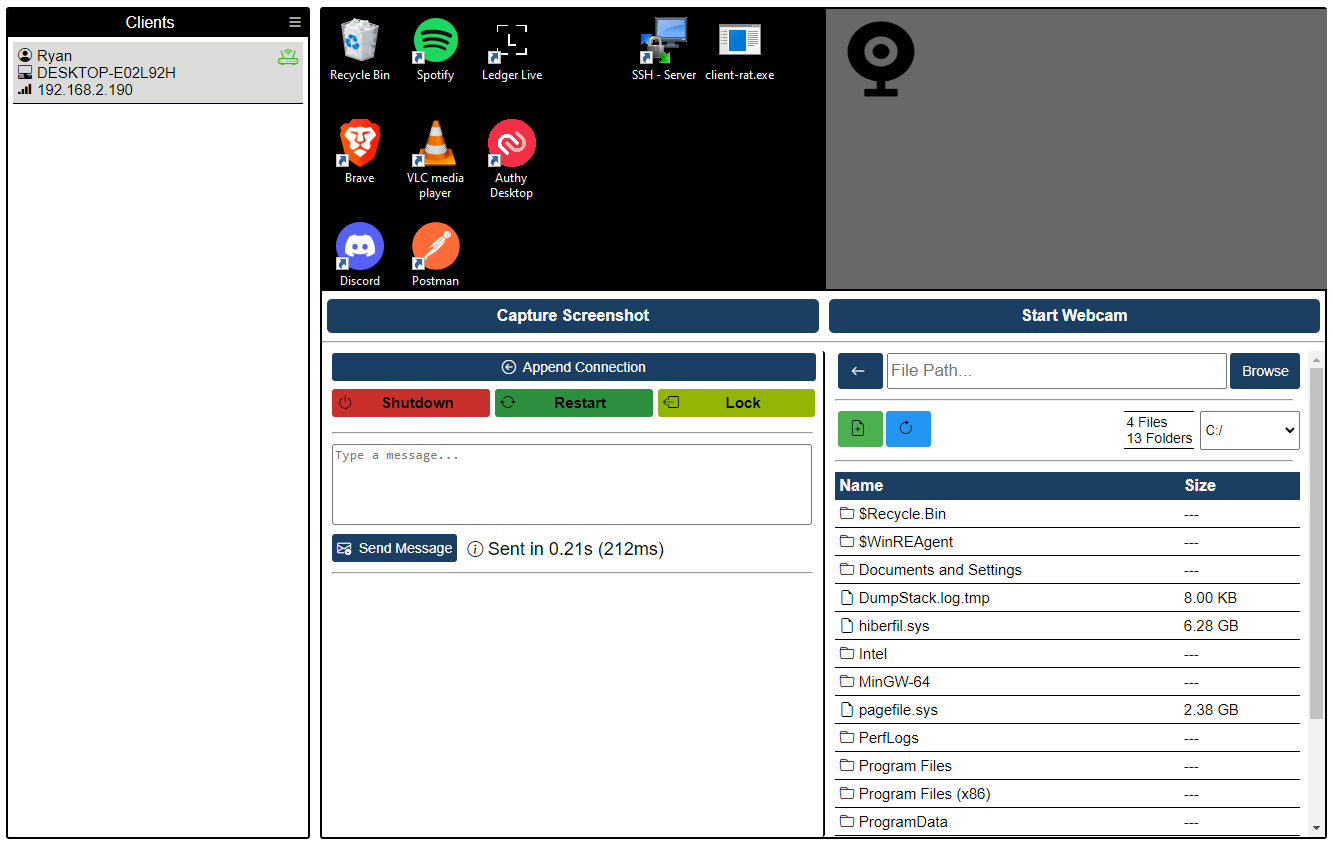 Clients
Ryan
DESKTOP-E02L92H
192.168.2.190
Recycle Bin
Spotify
Ledger Live
SSH - Server
client-rat.exe
Brave
VLC media
player
Authy
Desktop
Discord
Postman
Capture Screenshot
Start Webcam
Append Connection
Shutdown
Restart
Lock
Type a message...
Send Message
Sent in 0.21s (212ms)
File Path...
Browse
4 Files
13 Folders
C:/
Name Size
$Recycle.Bin ---
$WinREAgent ---
Documents and Settings ---
DumpStack.log.tmp 8.00 KB
hiberfil.sys 6.28 GB
Intel ---
MinGW-64 ---
pagefile.sys 2.38 GB
PerfLogs ---
Program Files ---
Program Files (x86) ---
ProgramData ---